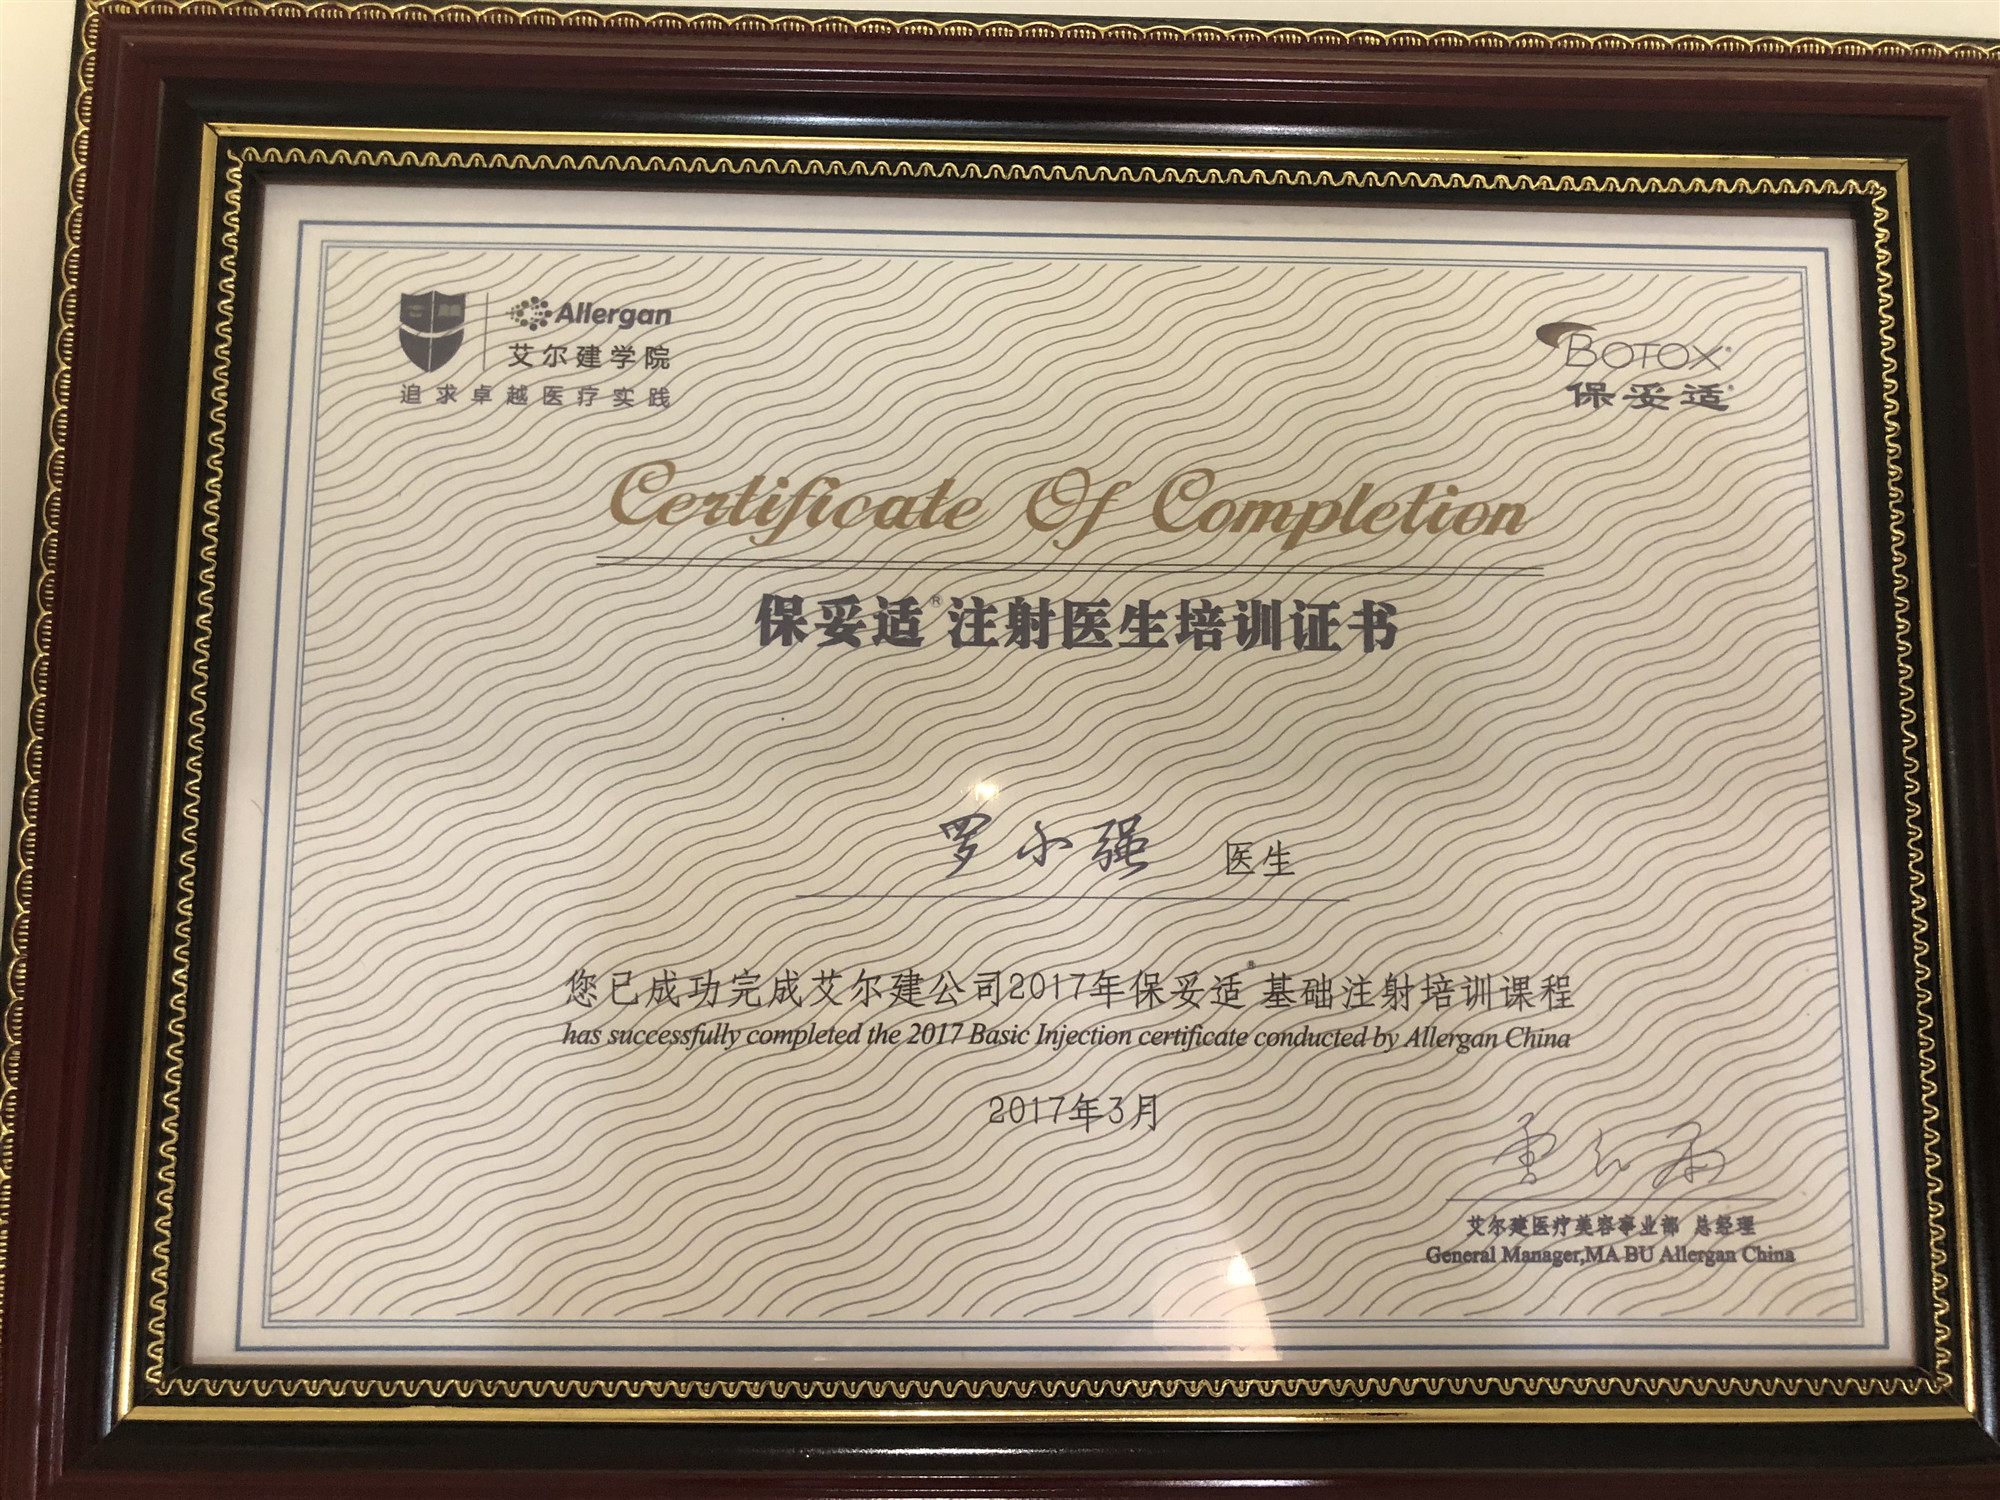 Allergan
艾尔建学院
追求卓越医疗实践
BOTOX®
保妥适®
Certificate Of Completion
保妥适®注射医生培训证书
罗小强 医生
您已成功完成艾尔建公司2017年保妥适®基础注射培训课程
has successfully completed the 2017 Basic Injection certificate conducted by Allergan China
2017年3月
艾尔建医疗美容事业部 总经理
General Manager,MA BU Allergan China